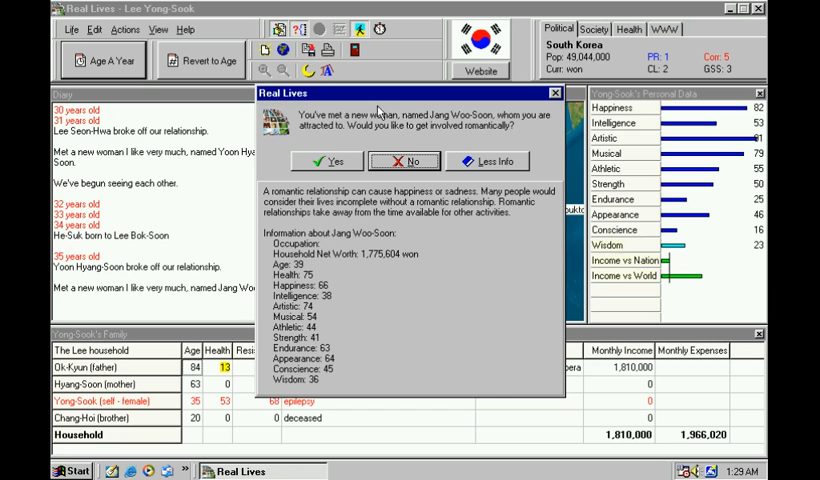 Real Lives - Lee Yong-Sook
Life Edit Actions View Help
Age A Year
Revert to Age
Website
Political Society Health WWW
South Korea
Pop: 49,044,000 PR: 1 Corr: 5
Curr: won CL: 2 GSS: 3
Diary
30 years old
31 years old
Lee Seon-Hwa broke off our relationship.
Met a new woman I like very much, named Yoon Hy
Soon.
We've begun seeing each other.
32 years old
33 years old
34 years old
He-Suk born to Lee Bok-Soon
35 years old
Yoon Hyang-Soon broke off our relationship.
Met a new woman I like very much, named Jang Wo
Real Lives
You've met a new woman, named Jang Woo-Soon, whom you are
attracted to. Would you like to get involved romantically?
Yes
No
Less Info
A romantic relationship can cause happiness or sadness. Many people would
consider their lives incomplete without a romantic relationship. Romantic
relationships take away from the time available for other activities.
Information about Jang Woo-Soon:
Occupation:
Household Net Worth: 1,775,604 won
Age: 39
Health: 75
Happiness: 66
Intelligence: 38
Artistic: 74
Musical: 54
Athletic: 44
Strength: 41
Endurance: 63
Appearance: 64
Conscience: 45
Wisdom: 36
Yong-Sook's Personal Data
Happiness 82
Intelligence 53
Artistic 81
Musical 79
Athletic 55
Strength 50
Endurance 25
Appearance 46
Conscience 16
Wisdom 23
Income vs Nation
Income vs World
Yong-Sook's Family
The Lee household Age Health Resi Monthly Income Monthly Expenses
Ok-Kyun (father) 84 13 1,810,000
Hyang-Soon (mother) 63 0 0
Yong-Sook (self - female) 35 53 68 epilepsy 0
Chang-Hoi (brother) 20 0 0 deceased 0
Household 1,810,000 1,966,020
Start
Real Lives
1:29 AM